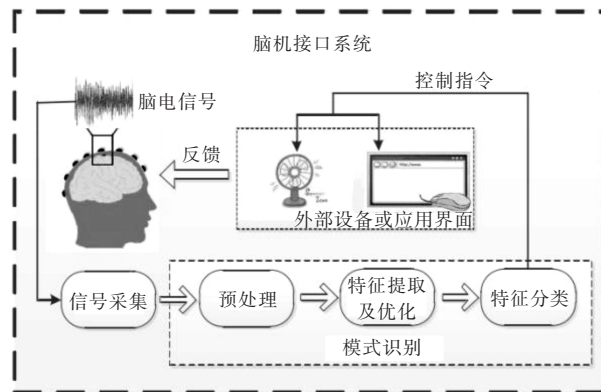 脑机接口系统
控制指令
脑电信号
反馈
外部设备或应用界面
信号采集
预处理
特征提取
及优化
特征分类
模式识别